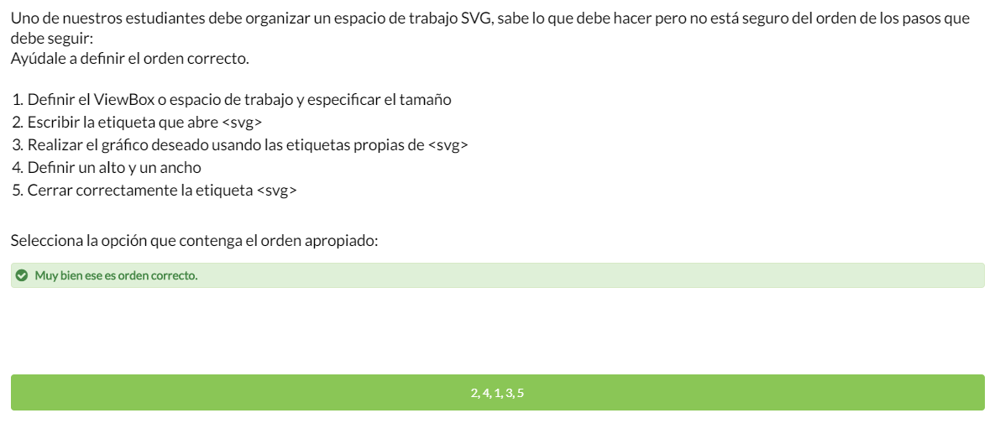 Uno de nuestros estudiantes debe organizar un espacio de trabajo SVG, sabe lo que debe hacer pero no está seguro del orden de los pasos que
debe seguir:
Ayúdale a definir el orden correcto.
1. Definir el ViewBox o espacio de trabajo y especificar el tamaño
2. Escribir la etiqueta que abre <svg>
3. Realizar el gráfico deseado usando las etiquetas propias de <svg>
4. Definir un alto y un ancho
5. Cerrar correctamente la etiqueta <svg>
Selecciona la opción que contenga el orden apropiado:
Muy bien ese es orden correcto.
2, 4, 1, 3, 5